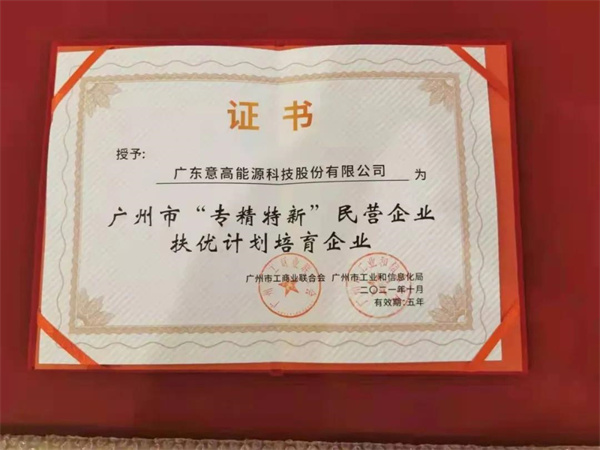 证书
授予:
广东意高能源科技股份有限公司 为
广州市“专精特新”民营企业
扶优计划培育企业
广州市工商业联合会 广州市工业和信息化局
二〇二一年十月
有效期:五年